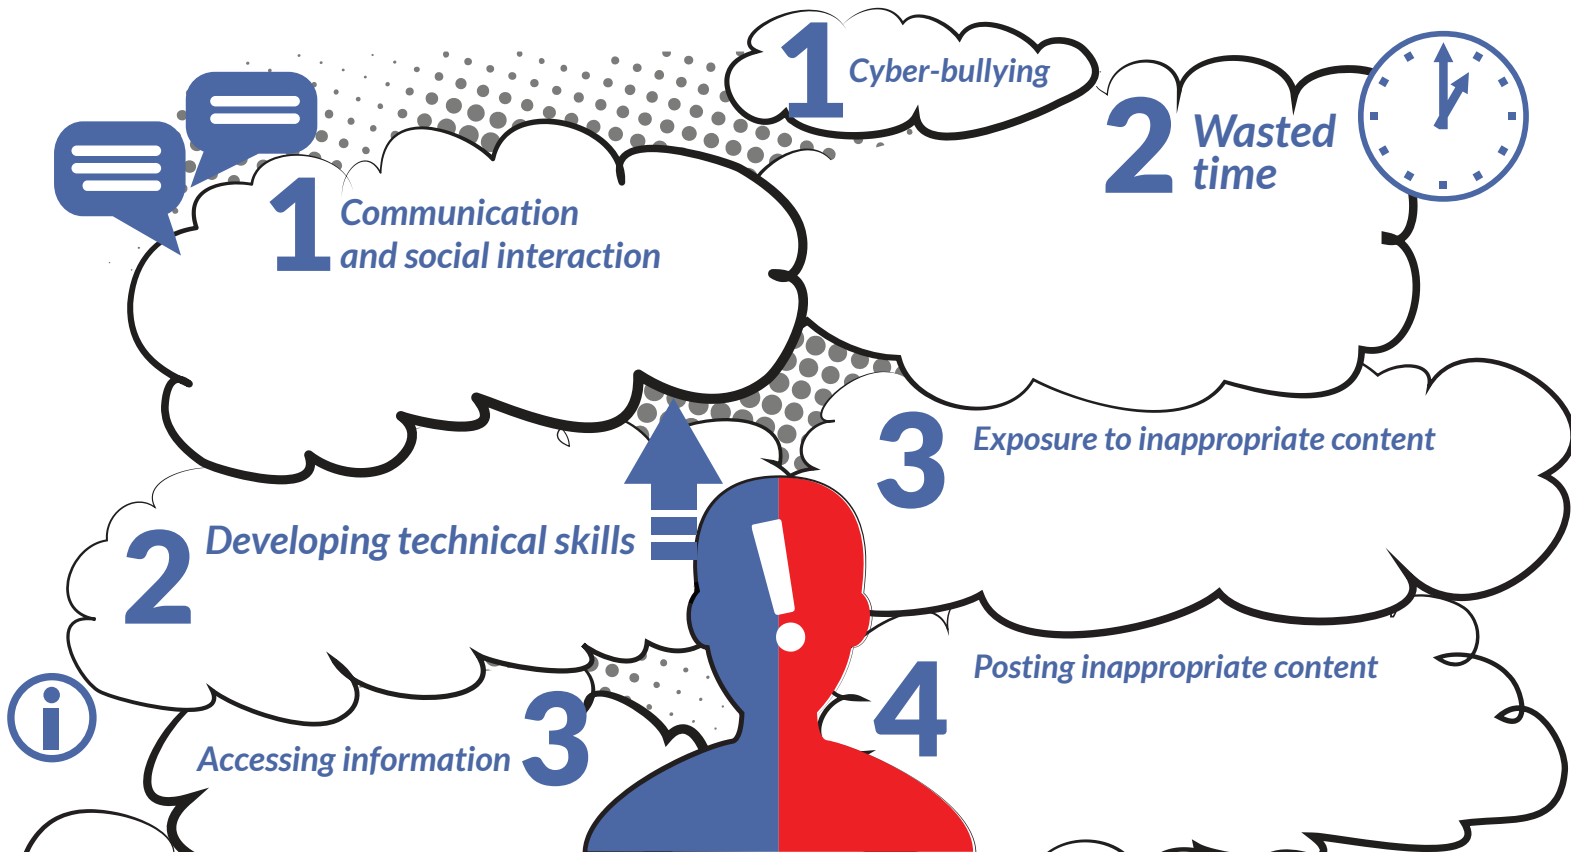 1
Communication
and social interaction
2
Developing technical skills
3
Accessing information
1
Cyber-bullying
2
Wasted
time
3
Exposure to inappropriate content
4
Posting inappropriate content